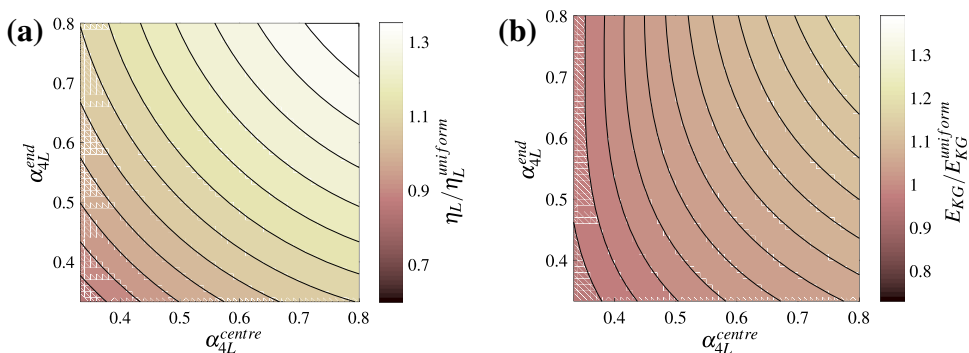 (a)
0.8
0.7
0.6
0.5
0.4
α_{4L}^{end}
0.4 0.5 0.6 0.7 0.8
α_{4L}^{centre}
1.3
1.1
0.9
0.7
η_L/η_L^{uniform}
(b)
0.8
0.7
0.6
0.5
0.4
α_{4L}^{end}
0.4 0.5 0.6 0.7 0.8
α_{4L}^{centre}
1.3
1.2
1.1
1
0.9
0.8
E_{KG}/E_{KG}^{uniform}